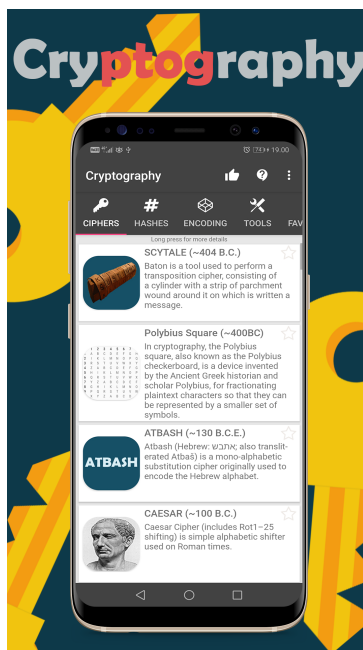 Cryptography
19.00
Cryptography
CIPHERS HASHES ENCODING TOOLS FAV
Long press for more details
SCYTALE (~404 B.C.)
Baton is a tool used to perform a
transposition cipher, consisting of
a cylinder with a strip of parchment
wound around it on which is written a
message.
Polybius Square (~400BC)
In cryptography, the Polybius
square, also known as the Polybius
checkerboard, is a device invented
by the Ancient Greek historian and
scholar Polybius, for fractionating
plaintext characters so that they can
be represented by a smaller set of
symbols.
ATBASH
ATBASH (~130 B.C.E.)
Atbash (Hebrew: אתבש; also translit-
erated Atbaš) is a mono-alphabetic
substitution cipher originally used to
encode the Hebrew alphabet.
CAESAR (~100 B.C.)
Caesar Cipher (includes Rot1–25
shifting) is simple alphabetic shifter
used on Roman times.